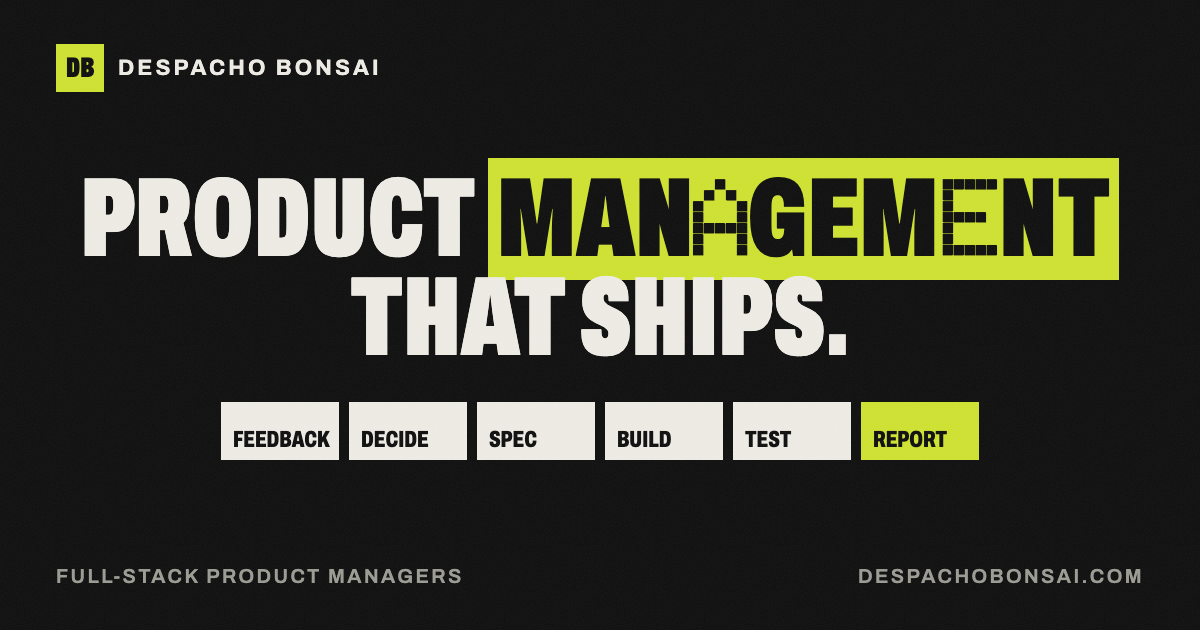 DB DESPACHO BONSAI
PRODUCT MANAGEMENT
THAT SHIPS.
FEEDBACK DECIDE SPEC BUILD TEST REPORT
FULL-STACK PRODUCT MANAGERS DESPACHOBONSAI.COM